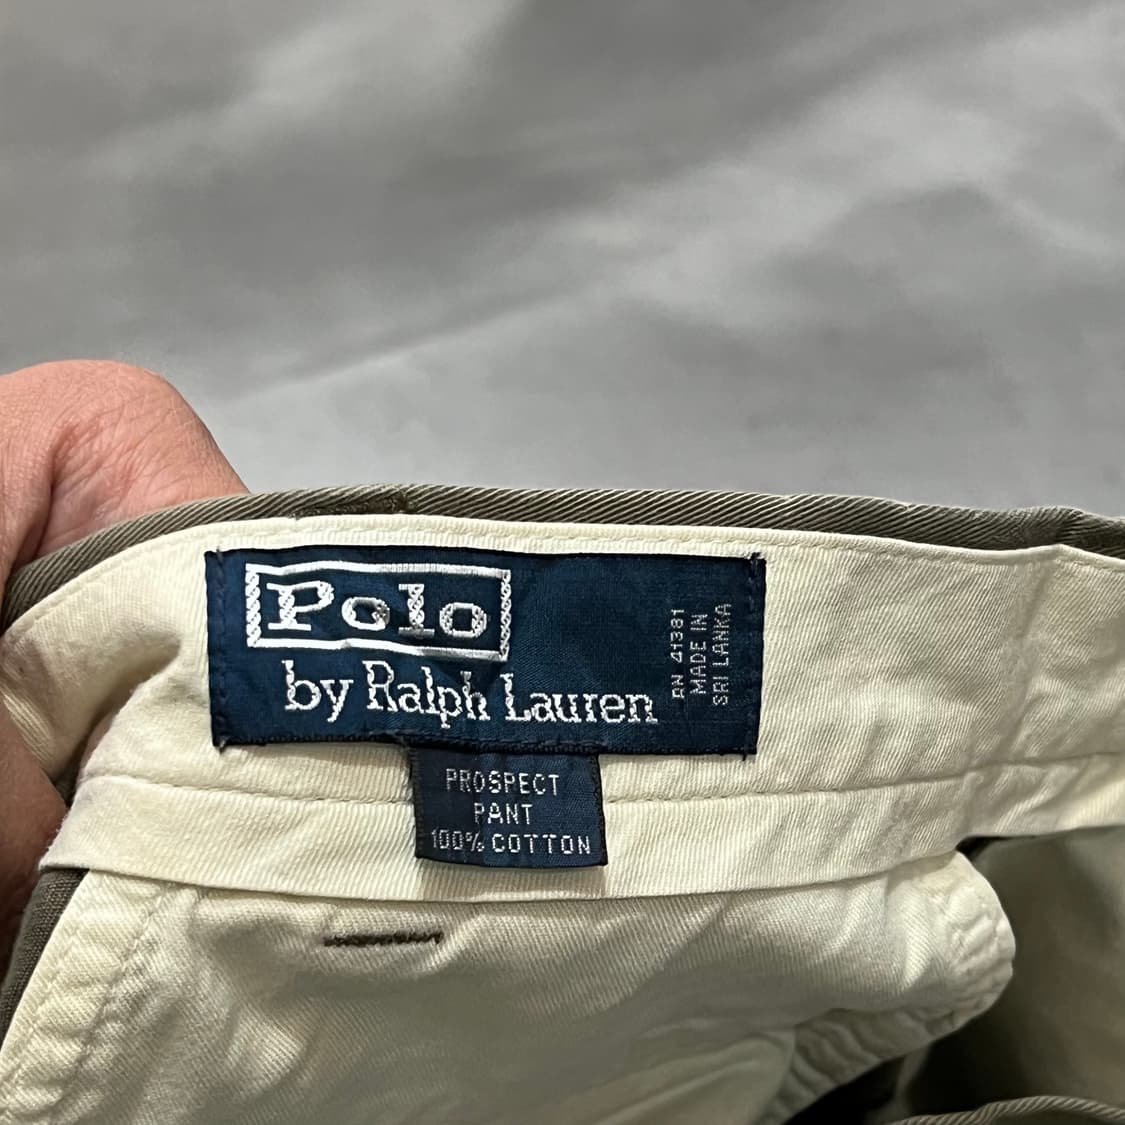 Polo
by Ralph Lauren
RN 41381
MADE IN
SRI LANKA
PROSPECT
PANT
100% COTTON